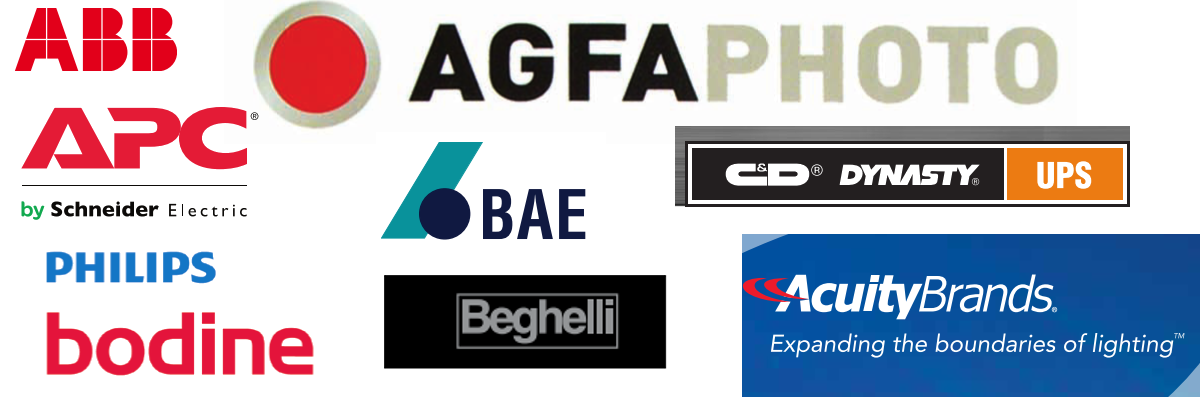 ABB
AGFAPHOTO
APC®
by Schneider Electric
BAE
C&D® DYNASTY® UPS
PHILIPS
bodine
Beghelli
AcuityBrands®
Expanding the boundaries of lighting™